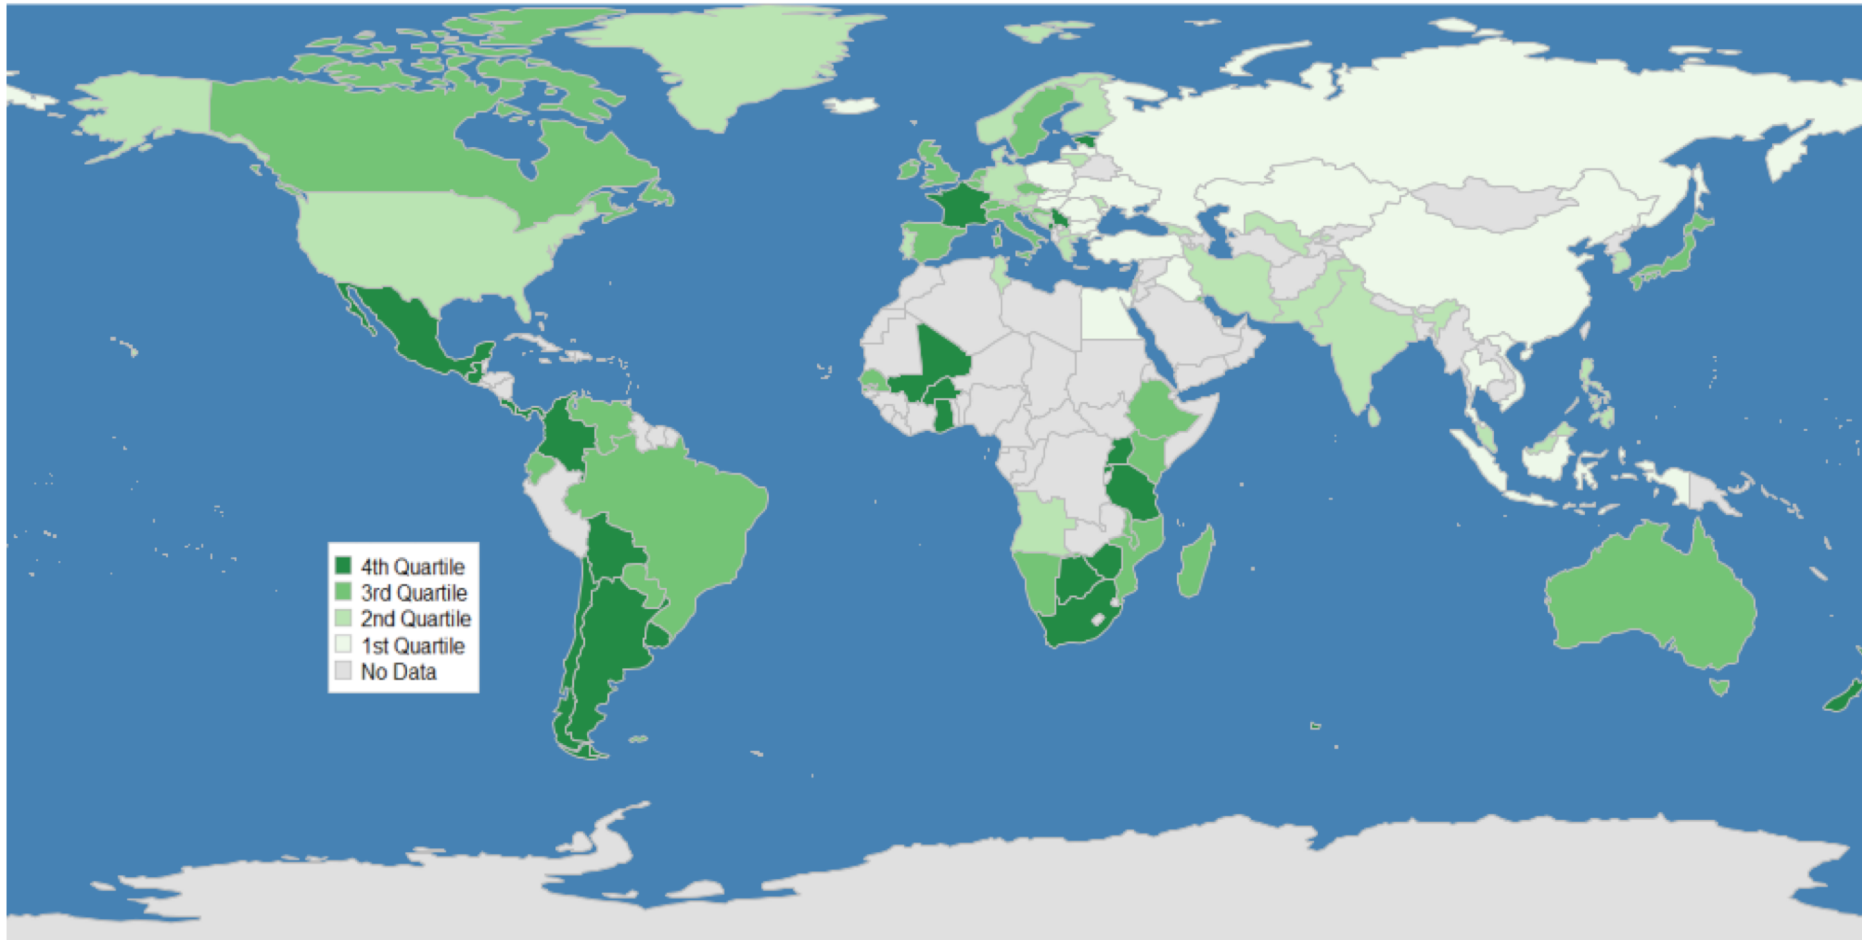 4th Quartile
3rd Quartile
2nd Quartile
1st Quartile
No Data